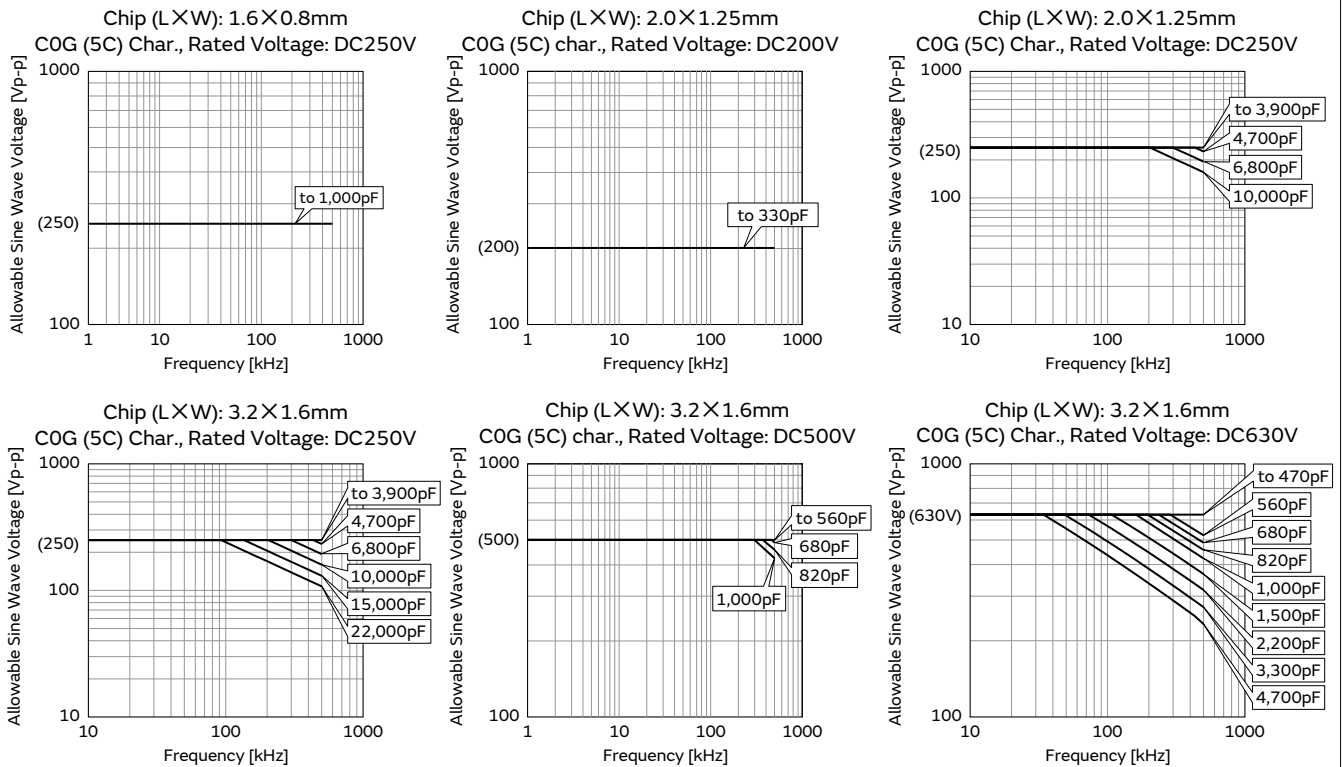 Chip (L×W): 1.6×0.8mm
C0G (5C) Char., Rated Voltage: DC250V
Allowable Sine Wave Voltage [Vp-p]
1000
(250)
100
to 1,000pF
1 10 100 1000
Frequency [kHz]
Chip (L×W): 2.0×1.25mm
C0G (5C) char., Rated Voltage: DC200V
Allowable Sine Wave Voltage [Vp-p]
1000
(200)
100
to 330pF
1 10 100 1000
Frequency [kHz]
Chip (L×W): 2.0×1.25mm
C0G (5C) Char., Rated Voltage: DC250V
Allowable Sine Wave Voltage [Vp-p]
1000
(250)
100
10
to 3,900pF
4,700pF
6,800pF
10,000pF
10 100 1000
Frequency [kHz]
Chip (L×W): 3.2×1.6mm
C0G (5C) Char., Rated Voltage: DC250V
Allowable Sine Wave Voltage [Vp-p]
1000
(250)
100
10
to 3,900pF
4,700pF
6,800pF
10,000pF
15,000pF
22,000pF
10 100 1000
Frequency [kHz]
Chip (L×W): 3.2×1.6mm
C0G (5C) char., Rated Voltage: DC500V
Allowable Sine Wave Voltage [Vp-p]
1000
(500)
100
to 560pF
680pF
820pF
1,000pF
1 10 100 1000
Frequency [kHz]
Chip (L×W): 3.2×1.6mm
C0G (5C) Char., Rated Voltage: DC630V
Allowable Sine Wave Voltage [Vp-p]
1000
(630V)
100
to 470pF
560pF
680pF
820pF
1,000pF
1,500pF
2,200pF
3,300pF
4,700pF
10 100 1000
Frequency [kHz]